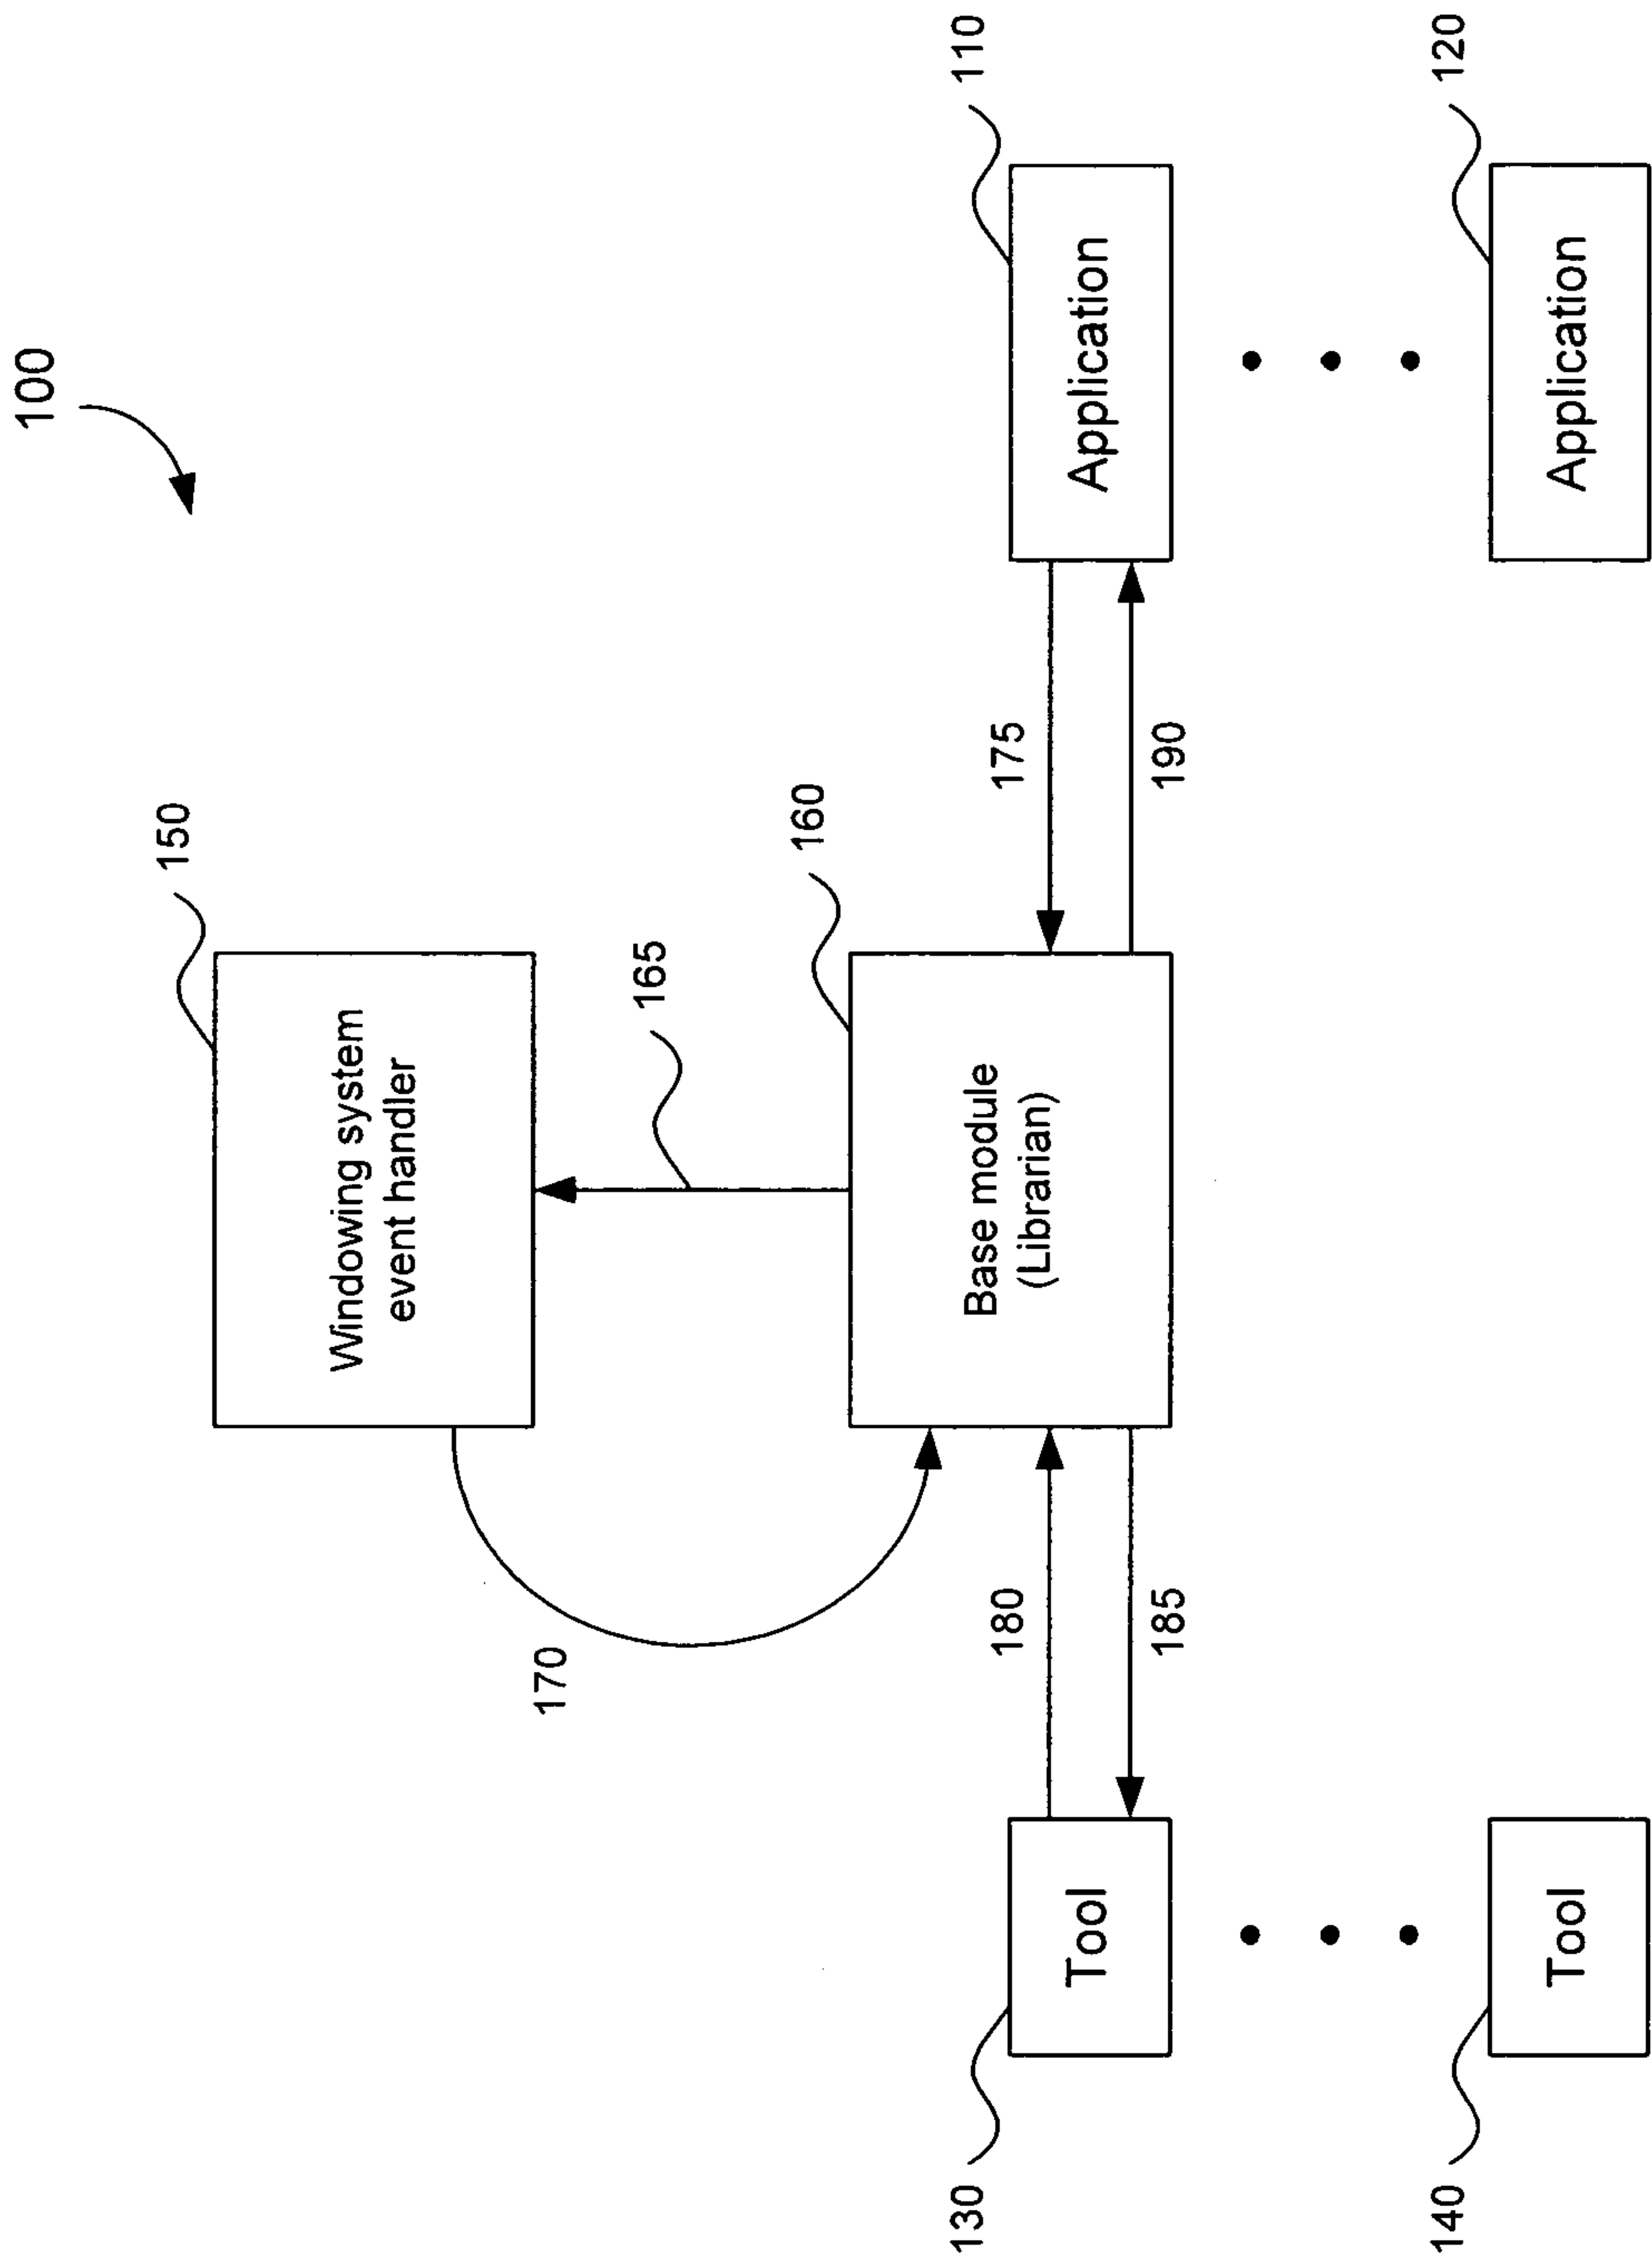 100
150
Windowing system
event handler
165
170
160
Base module
(Librarian)
180
185
175
190
130
Tool
110
Application
140
Tool
120
Application